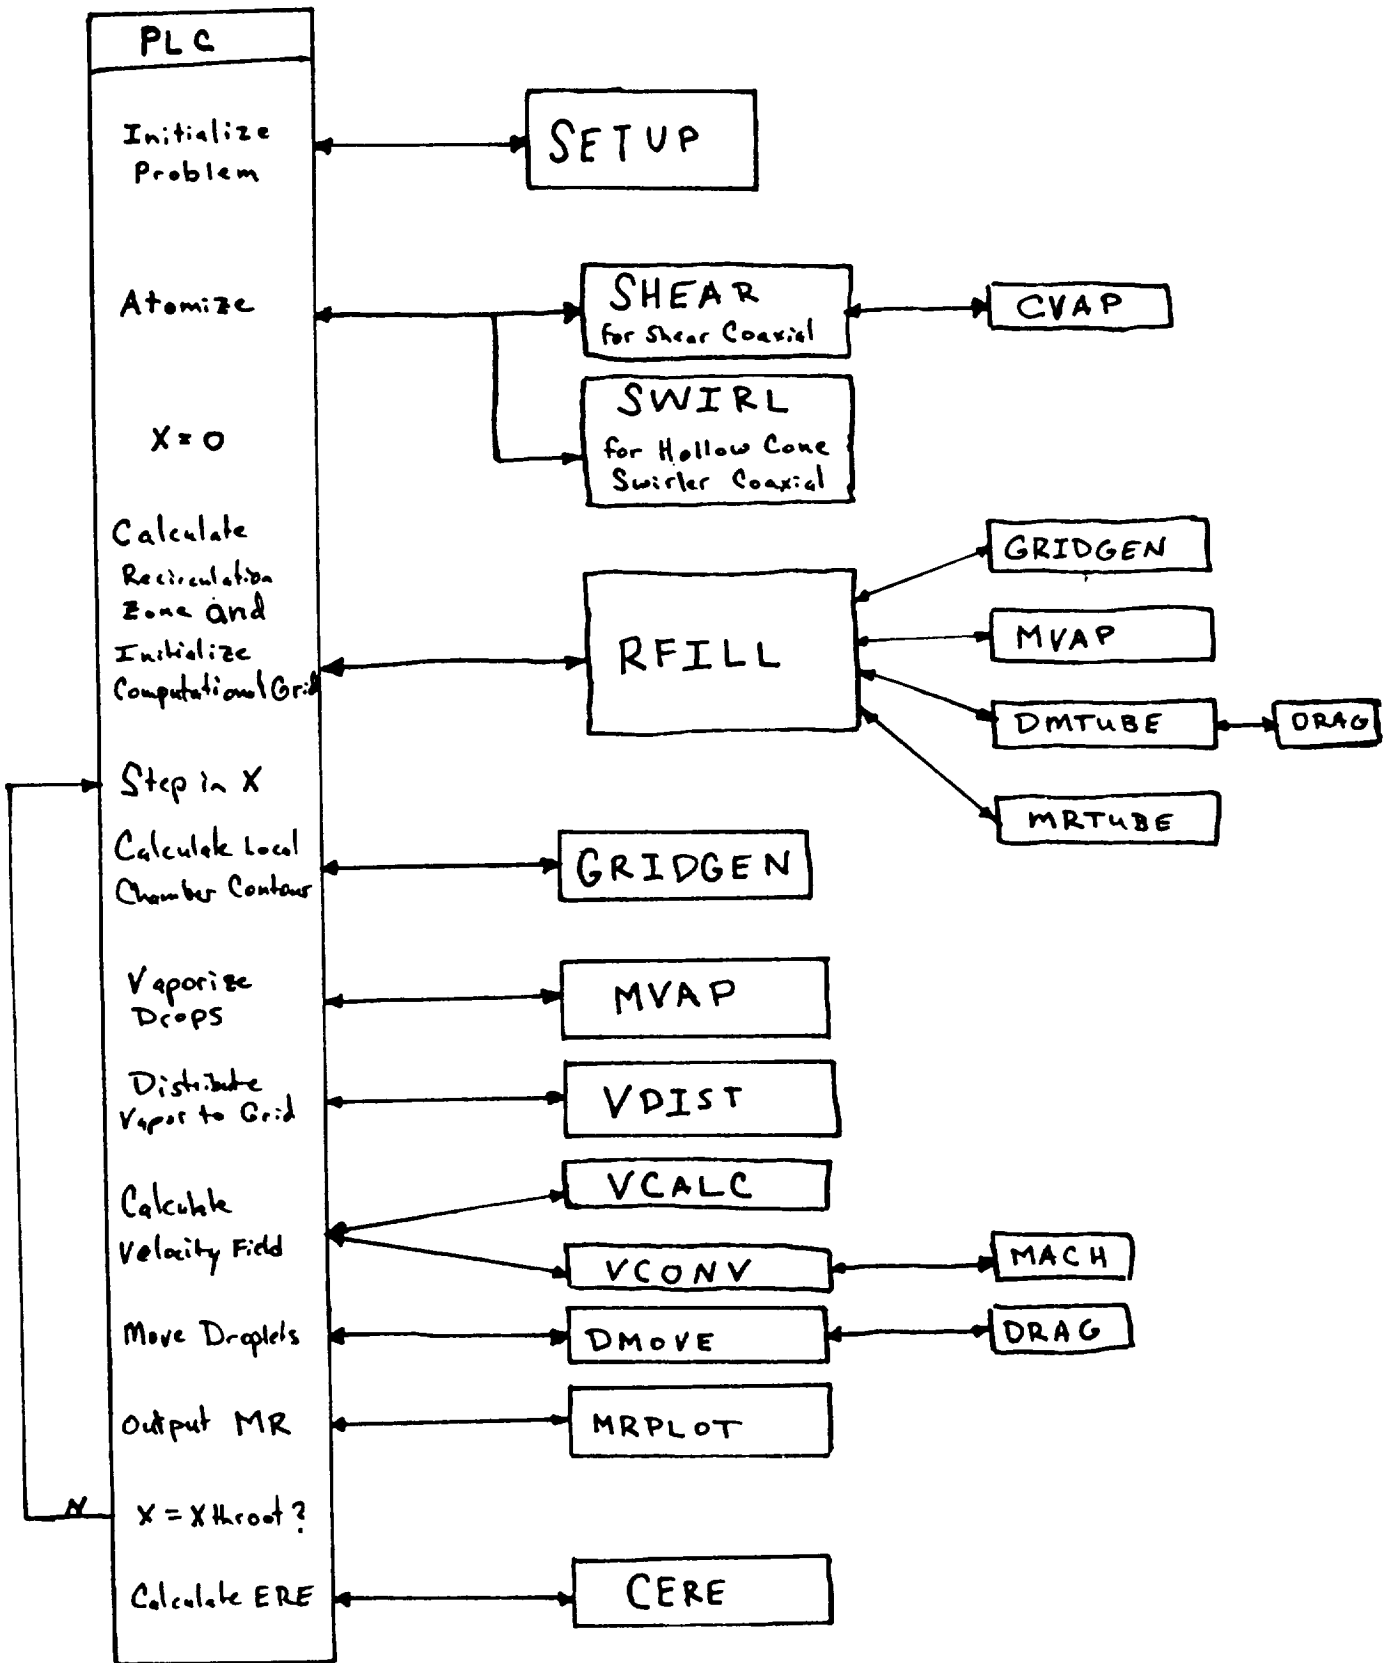 PLC
Initialize
Problem
SETUP
Atomize
SHEAR
for Shear Coaxial
CVAP
SWIRL
for Hollow Cone
Swirler Coaxial
X = 0
Calculate
Recirculation
Zone and
Initialize
Computational Grid
RFILL
GRIDGEN
MVAP
DMTUBE
DRAG
MRTUBE
Step in X
Calculate Local
Chamber Contour
GRIDGEN
Vaporize
Drops
MVAP
Distribute
Vapor to Grid
VDIST
Calculate
Velocity Field
VCALC
VCONV
MACH
Move Droplets
DMOVE
DRAG
Output MR
MRPLOT
N
X = X throat?
Calculate ERE
CERE